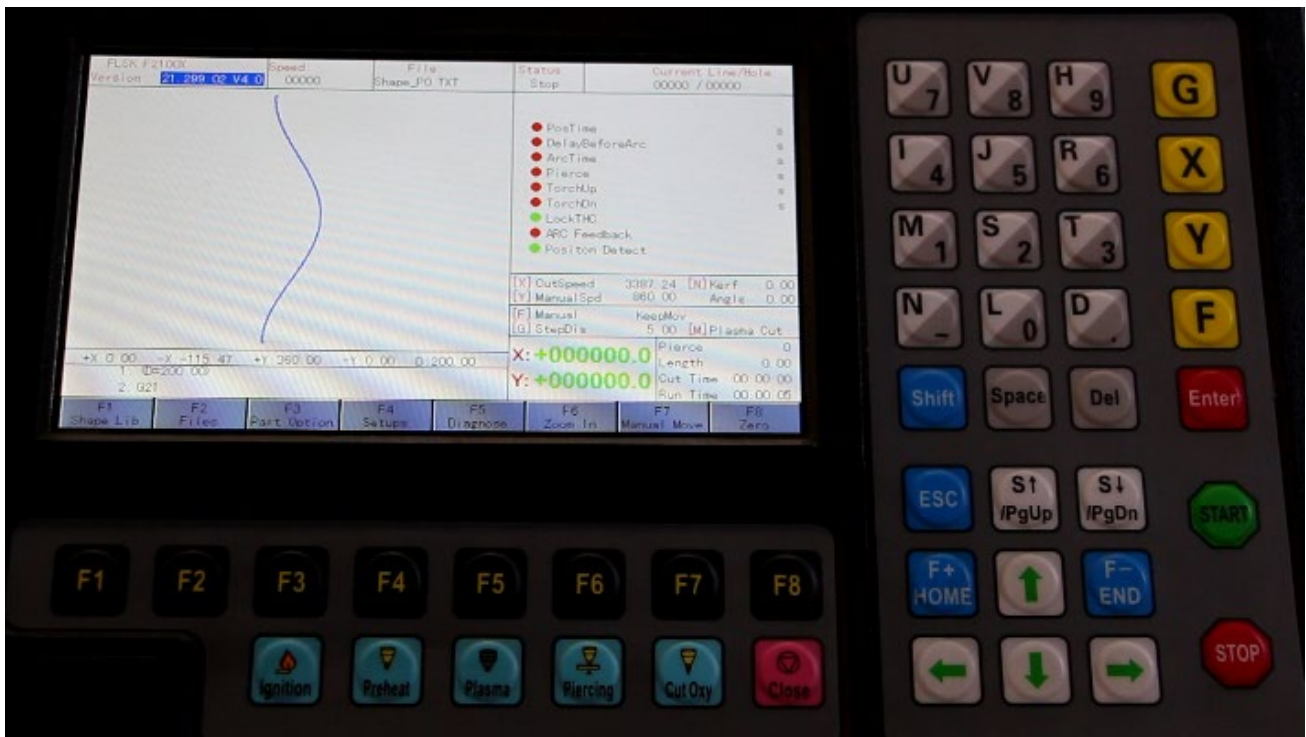 FLSK F2100X
Version 21.299.02 V4.0
Speed
00000
File
Shape_PO.TXT
Status
Stop
Current Line/Hole
00000 / 00000
PosTime s
DelayBeforeArc s
ArcTime s
Pierce s
TorchUp s
TorchDn s
LockTHC
ARC Feedback
Positon Detect
[X] CutSpeed 3387.24 [N] Kerf 0.00
[Y] ManualSpd 860.00 Angle 0.00
[F] Manual KeepMov
[G] StepDis 5.00 [M] Plasma Cut
X: +000000.0
Y: +000000.0
Pierce 0
Length 0.00
Cut Time 00:00:00
Run Time 00:00:05
+X 0.00 -X -115.47 +Y 360.00 -Y 0.00 D 200.00
1. (D=200.00)
2. G21
F1 Shape Lib
F2 Files
F3 Part Option
F4 Setups
F5 Diagnose
F6 Zoom In
F7 Manual Move
F8 Zero
U 7 V 8 H 9 G
I 4 J 5 R 6 X
M 1 S 2 T 3 Y
N - L 0 D . F
Shift Space Del Enter
ESC S↑/PgUp S↓/PgDn START
F+ HOME ↑ F- END
← ↓ → STOP
F1 F2 F3 F4 F5 F6 F7 F8
Ignition Preheat Plasma Piercing Cut Oxy Close